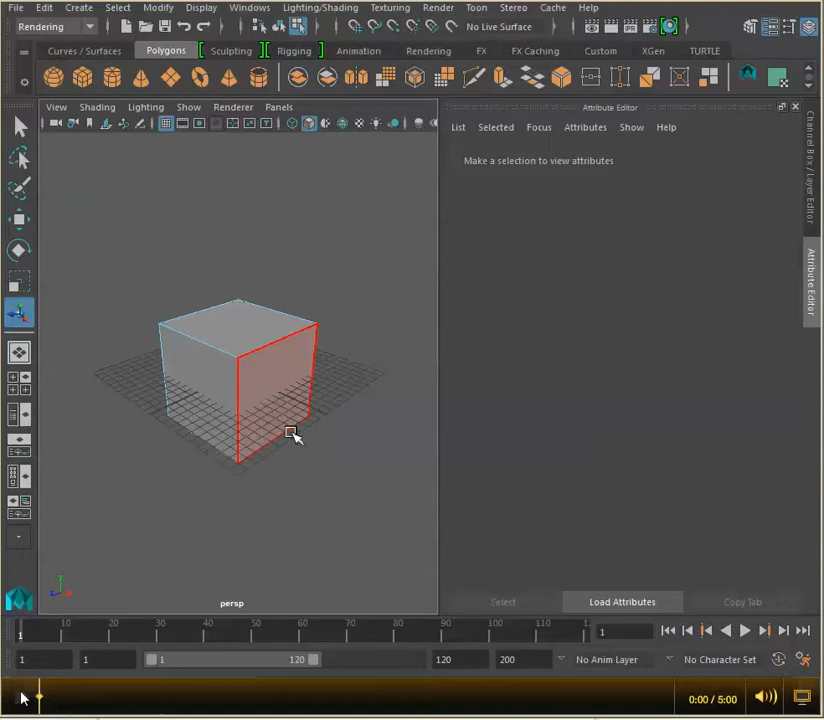 File Edit Create Select Modify Display Windows Lighting/Shading Texturing Render Toon Stereo Cache Help
Rendering No Live Surface
Curves / Surfaces Polygons Sculpting Rigging Animation Rendering FX FX Caching Custom XGen TURTLE
View Shading Lighting Show Renderer Panels
Attribute Editor
List Selected Focus Attributes Show Help
Make a selection to view attributes
Channel Box / Layer Editor
Attribute Editor
persp
Select Load Attributes Copy Tab
1 10 20 30 40 50 60 70 80 90 100 110 1
1 1 1 120 120 200 No Anim Layer No Character Set
0:00 / 5:00